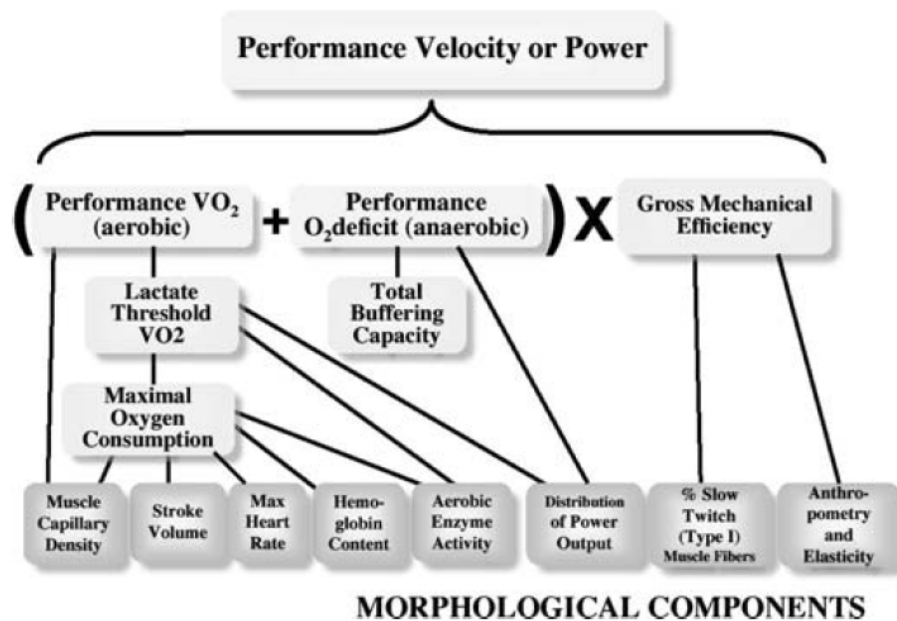 Performance Velocity or Power
(
Performance VO₂
(aerobic)
+
Performance
O₂deficit (anaerobic)
)
X
Gross Mechanical
Efficiency
Lactate
Threshold
VO2
Total
Buffering
Capacity
Maximal
Oxygen
Consumption
Muscle
Capillary
Density
Stroke
Volume
Max
Heart
Rate
Hemo-
globin
Content
Aerobic
Enzyme
Activity
Distribution
of Power
Output
% Slow
Twitch
(Type I)
Muscle Fibers
Anthro-
pometry
and
Elasticity
MORPHOLOGICAL COMPONENTS